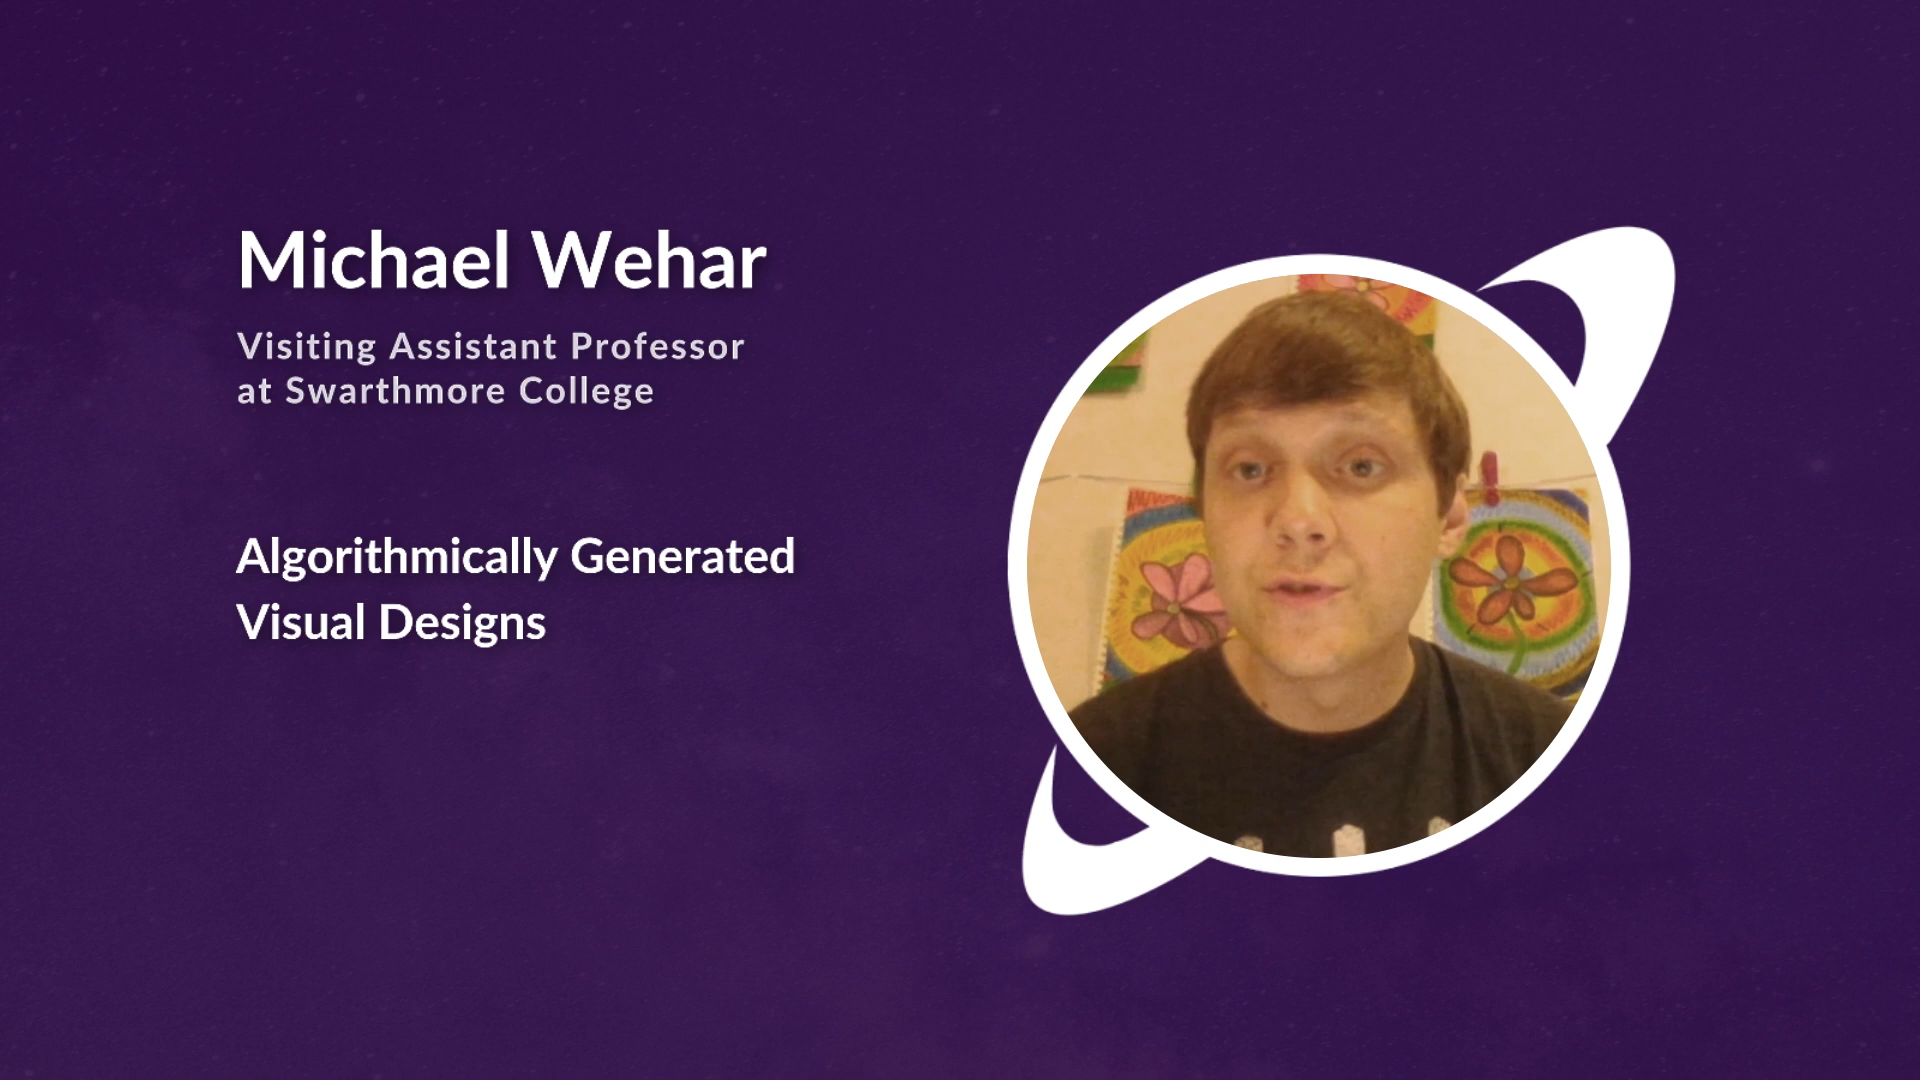 Michael Wehar
Visiting Assistant Professor
at Swarthmore College
Algorithmically Generated
Visual Designs